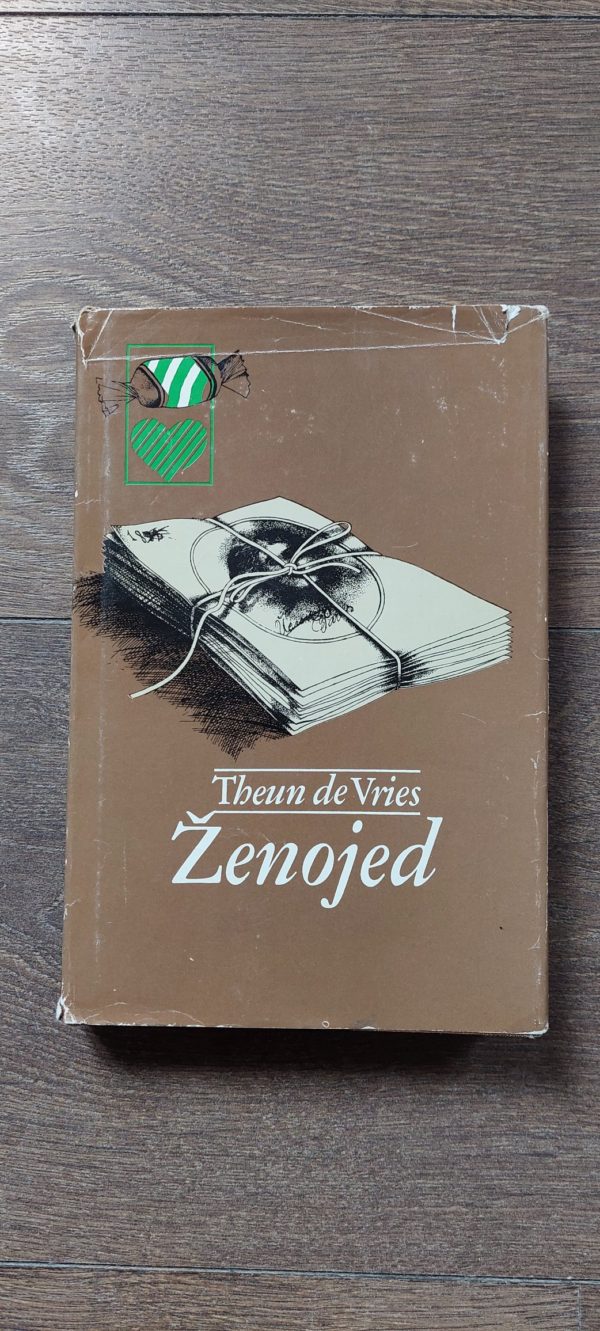 Theun de Vries
Ženojed